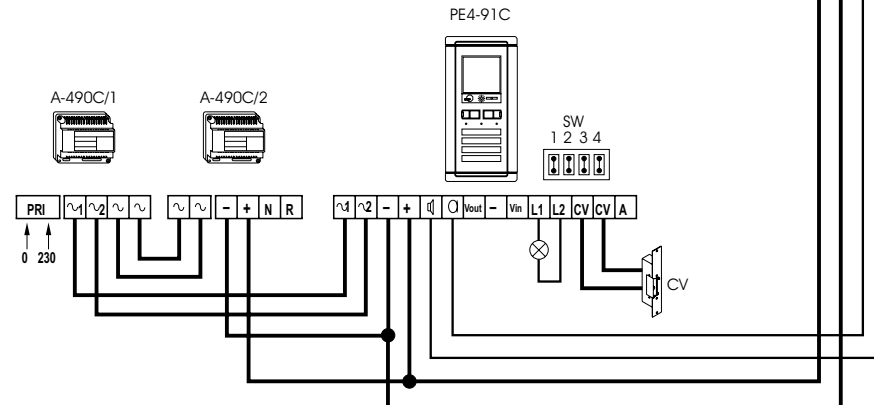 PE4-91C
A-490C/1
A-490C/2
SW
1 2 3 4
PRI ~1 ~2 ~ ~ ~ ~ − + N R ~1 ~2 − + Vout − Vin L1 L2 CV CV A
0 230
CV